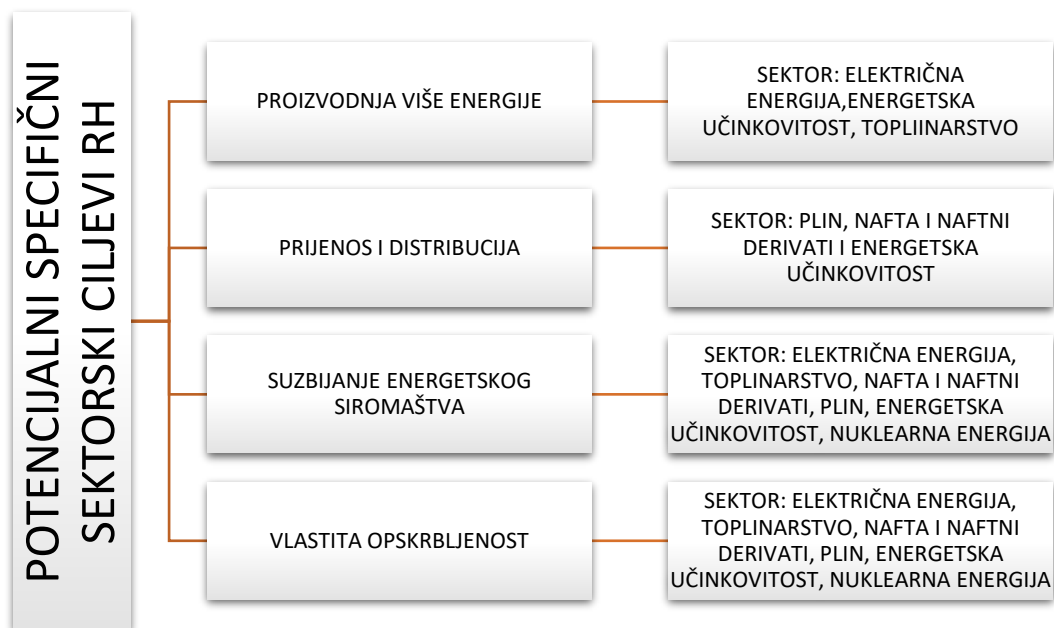 POTENCIJALNI SPECIFIČNI
SEKTORSKI CILJEVI RH
PROIZVODNJA VIŠE ENERGIJE
SEKTOR: ELEKTRIČNA
ENERGIJA,ENERGETSKA
UČINKOVITOST, TOPLIINARSTVO
PRIJENOS I DISTRIBUCIJA
SEKTOR: PLIN, NAFTA I NAFTNI
DERIVATI I ENERGETSKA
UČINKOVITOST
SUZBIJANJE ENERGETSKOG
SIROMAŠTVA
SEKTOR: ELEKTRIČNA ENERGIJA,
TOPLINARSTVO, NAFTA I NAFTNI
DERIVATI, PLIN, ENERGETSKA
UČINKOVITOST, NUKLEARNA ENERGIJA
VLASTITA OPSKRBLJENOST
SEKTOR: ELEKTRIČNA ENERGIJA,
TOPLINARSTVO, NAFTA I NAFTNI
DERIVATI, PLIN, ENERGETSKA
UČINKOVITOST, NUKLEARNA ENERGIJA